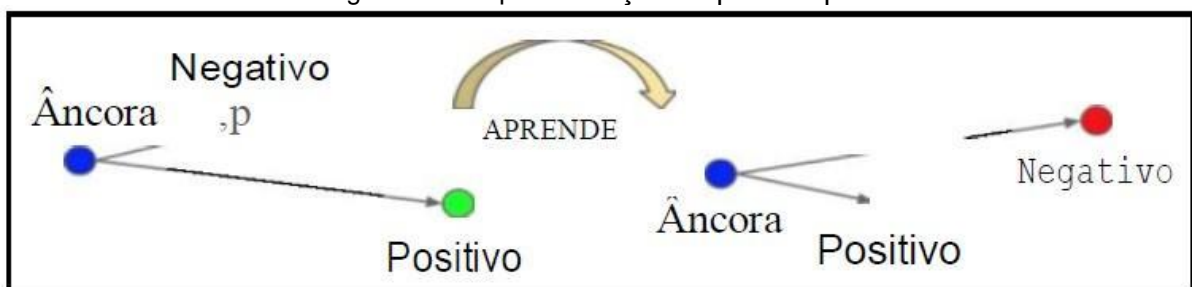 Negativo
Âncora ,p
APRENDE
Negativo
Positivo
Âncora
Positivo